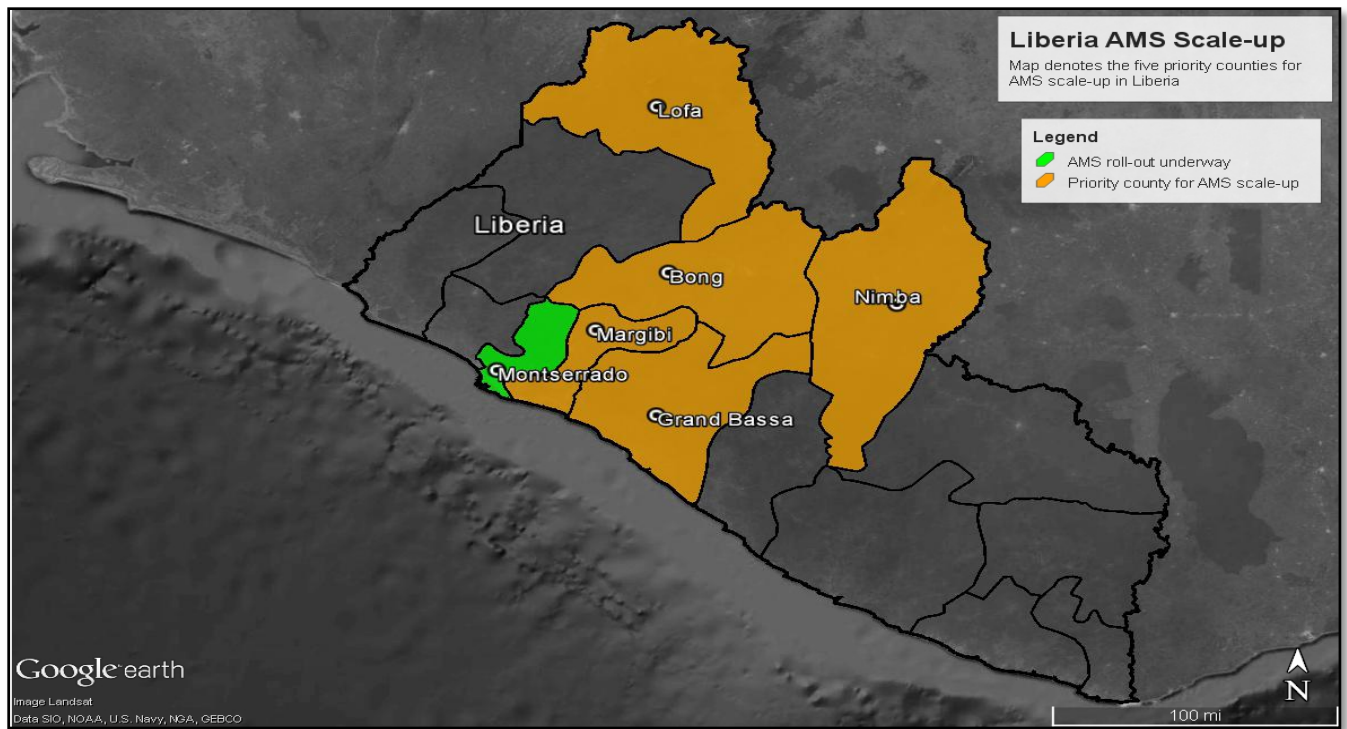 Liberia AMS Scale-up
Map denotes the five priority counties for
AMS scale-up in Liberia
Legend
AMS roll-out underway
Priority county for AMS scale-up
Lofa
Liberia
Bong
Nimba
Margibi
Montserrado
Grand Bassa
Google earth
Image Landsat
Data SIO, NOAA, U.S. Navy, NGA, GEBCO
N
100 mi